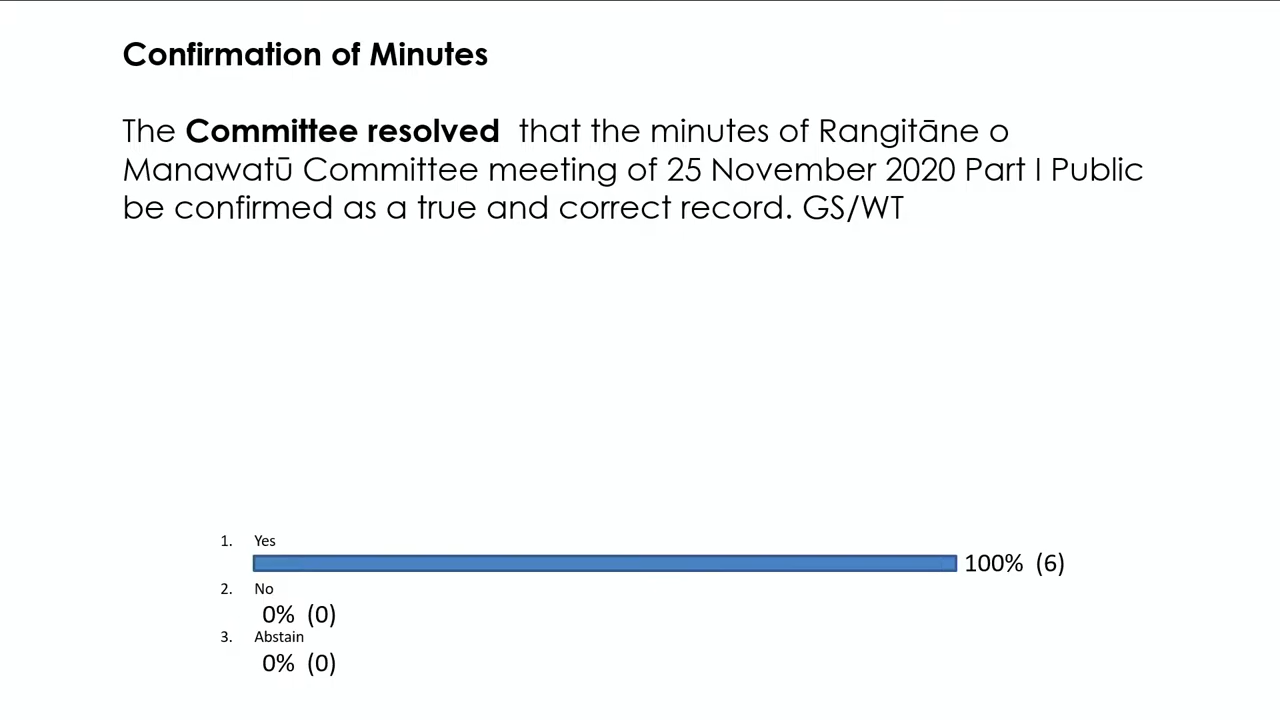 Confirmation of Minutes
The Committee resolved that the minutes of Rangitāne o
Manawatū Committee meeting of 25 November 2020 Part I Public
be confirmed as a true and correct record. GS/WT
1. Yes
100% (6)
2. No
0% (0)
3. Abstain
0% (0)